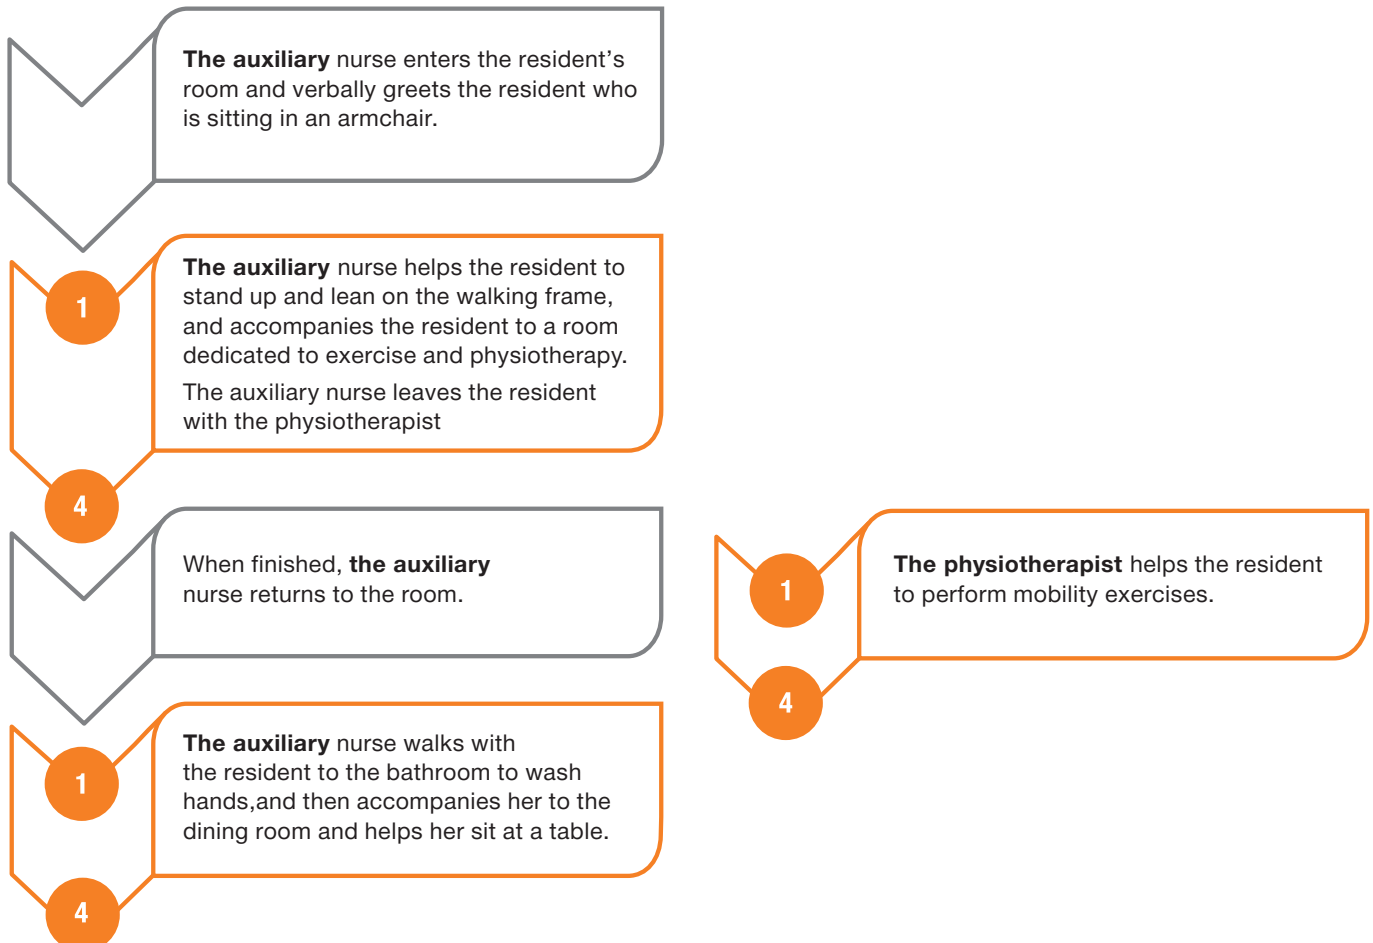 The auxiliary nurse enters the resident’s
room and verbally greets the resident who
is sitting in an armchair.
1
The auxiliary nurse helps the resident to
stand up and lean on the walking frame,
and accompanies the resident to a room
dedicated to exercise and physiotherapy.
The auxiliary nurse leaves the resident
with the physiotherapist
4
When finished, the auxiliary
nurse returns to the room.
1
The physiotherapist helps the resident
to perform mobility exercises.
4
1
The auxiliary nurse walks with
the resident to the bathroom to wash
hands,and then accompanies her to the
dining room and helps her sit at a table.
4